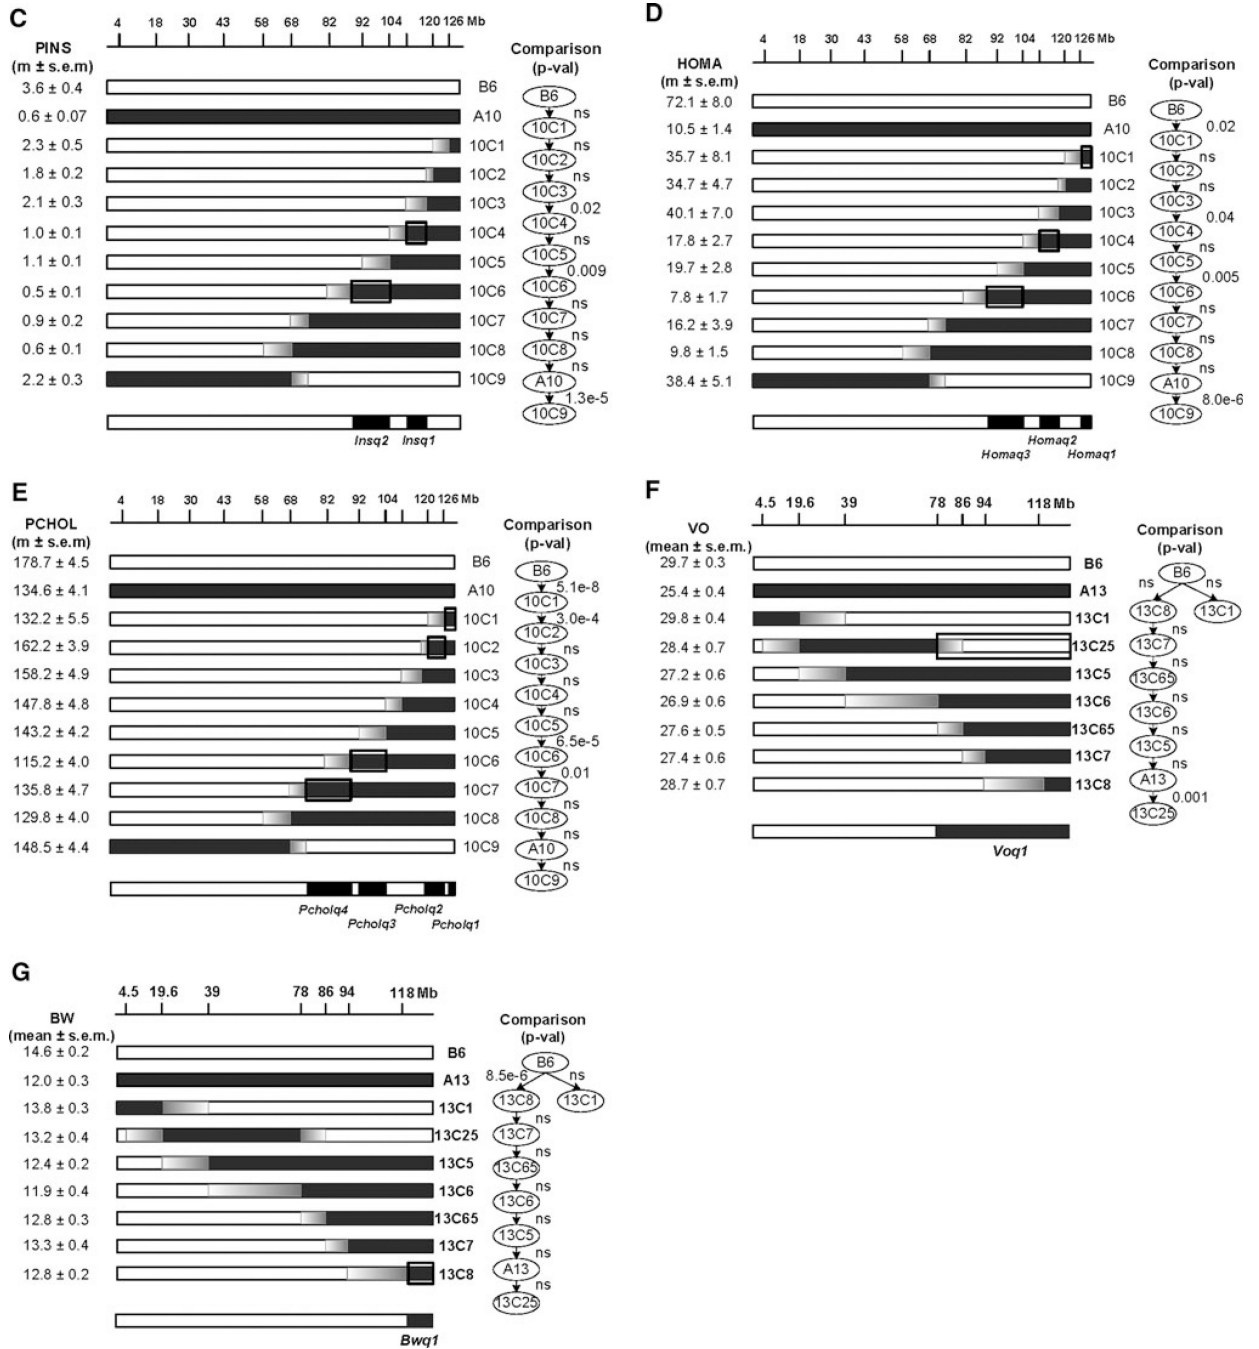 C
4 18 30 43 58 68 82 92 104 120 126 Mb
PINS
(m ± s.e.m)
Comparison
(p-val)
3.6 ± 0.4 B6
0.6 ± 0.07 A10
2.3 ± 0.5 10C1
1.8 ± 0.2 10C2
2.1 ± 0.3 10C3
1.0 ± 0.1 10C4
1.1 ± 0.1 10C5
0.5 ± 0.1 10C6
0.9 ± 0.2 10C7
0.6 ± 0.1 10C8
2.2 ± 0.3 10C9
Insq2 Insq1
B6
ns
10C1
ns
10C2
ns
10C3
0.02
10C4
ns
10C5
0.009
10C6
ns
10C7
ns
10C8
ns
A10
1.3e-5
10C9
D
4 18 30 43 58 68 82 92 104 120 126 Mb
HOMA
(m ± s.e.m)
Comparison
(p-val)
72.1 ± 8.0 B6
10.5 ± 1.4 A10
35.7 ± 8.1 10C1
34.7 ± 4.7 10C2
40.1 ± 7.0 10C3
17.8 ± 2.7 10C4
19.7 ± 2.8 10C5
7.8 ± 1.7 10C6
16.2 ± 3.9 10C7
9.8 ± 1.5 10C8
38.4 ± 5.1 10C9
Homaq2
Homaq3 Homaq1
B6
0.02
10C1
ns
10C2
ns
10C3
0.04
10C4
ns
10C5
0.005
10C6
ns
10C7
ns
10C8
ns
A10
8.0e-6
10C9
E
4 18 30 43 58 68 82 92 104 120 126 Mb
PCHOL
(m ± s.e.m)
Comparison
(p-val)
178.7 ± 4.5 B6
134.6 ± 4.1 A10
132.2 ± 5.5 10C1
162.2 ± 3.9 10C2
158.2 ± 4.9 10C3
147.8 ± 4.8 10C4
143.2 ± 4.2 10C5
115.2 ± 4.0 10C6
135.8 ± 4.7 10C7
129.8 ± 4.0 10C8
148.5 ± 4.4 10C9
Pcholq4 Pcholq2
Pcholq3 Pcholq1
B6
5.1e-8
10C1
3.0e-4
10C2
ns
10C3
ns
10C4
ns
10C5
6.5e-5
10C6
0.01
10C7
ns
10C8
ns
A10
ns
10C9
F
4.5 19.6 39 78 86 94 118 Mb
VO
(mean ± s.e.m.)
Comparison
(p-val)
29.7 ± 0.3 B6
25.4 ± 0.4 A13
29.8 ± 0.4 13C1
28.4 ± 0.7 13C25
27.2 ± 0.6 13C5
26.9 ± 0.6 13C6
27.6 ± 0.5 13C65
27.4 ± 0.6 13C7
28.7 ± 0.7 13C8
Voq1
B6
ns ns
13C8 13C1
ns
13C7
ns
13C65
ns
13C6
ns
13C5
ns
A13
0.001
13C25
G
4.5 19.6 39 78 86 94 118 Mb
BW
(mean ± s.e.m.)
Comparison
(p-val)
14.6 ± 0.2 B6
12.0 ± 0.3 A13
13.8 ± 0.3 13C1
13.2 ± 0.4 13C25
12.4 ± 0.2 13C5
11.9 ± 0.4 13C6
12.8 ± 0.3 13C65
13.3 ± 0.4 13C7
12.8 ± 0.2 13C8
Bwq1
B6
8.5e-6 ns
13C8 13C1
ns
13C7
ns
13C65
ns
13C6
ns
13C5
ns
A13
ns
13C25